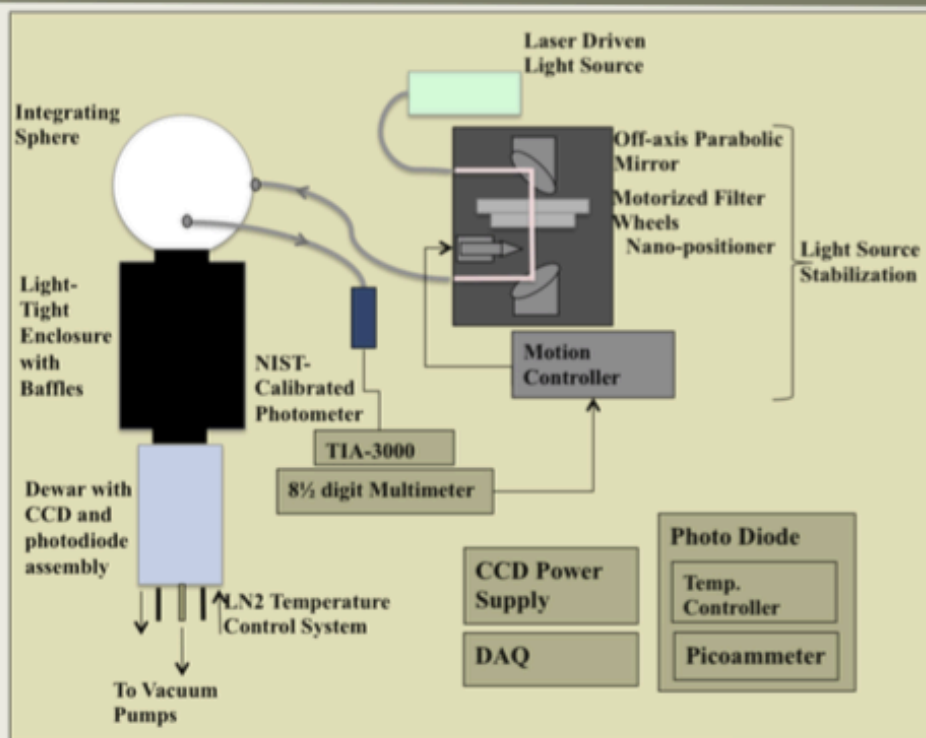 Laser Driven
Light Source
Integrating
Sphere
Off-axis Parabolic
Mirror
Motorized Filter
Wheels
Nano-positioner
Light Source
Stabilization
Light-
Tight
Enclosure
with
Baffles
NIST-
Calibrated
Photometer
Motion
Controller
TIA-3000
8½ digit Multimeter
Dewar with
CCD and
photodiode
assembly
LN2 Temperature
Control System
To Vacuum
Pumps
CCD Power
Supply
DAQ
Photo Diode
Temp.
Controller
Picoammeter